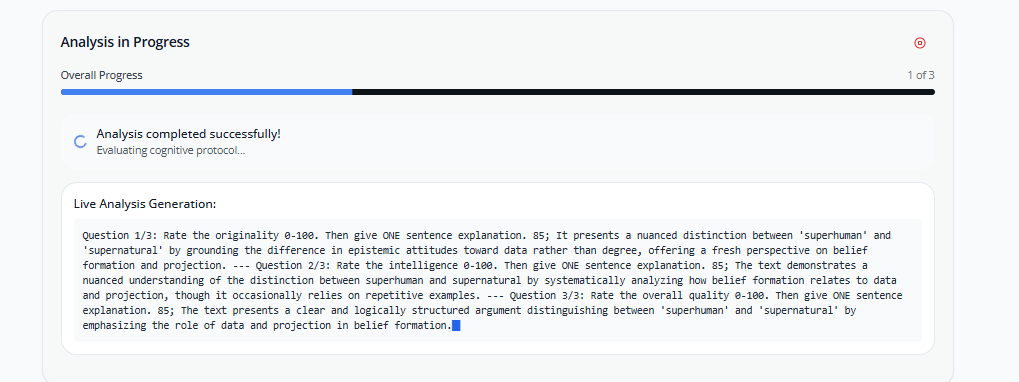 Analysis in Progress
Overall Progress
1 of 3
Analysis completed successfully!
Evaluating cognitive protocol...
Live Analysis Generation:
Question 1/3: Rate the originality 0-100. Then give ONE sentence explanation. 85; It presents a nuanced distinction between 'superhuman' and
'supernatural' by grounding the difference in epistemic attitudes toward data rather than degree, offering a fresh perspective on belief
formation and projection. --- Question 2/3: Rate the intelligence 0-100. Then give ONE sentence explanation. 85; The text demonstrates a
nuanced understanding of the distinction between superhuman and supernatural by systematically analyzing how belief formation relates to data
and projection, though it occasionally relies on repetitive examples. --- Question 3/3: Rate the overall quality 0-100. Then give ONE sentence
explanation. 85; The text presents a clear and logically structured argument distinguishing between 'superhuman' and 'supernatural' by
emphasizing the role of data and projection in belief formation.